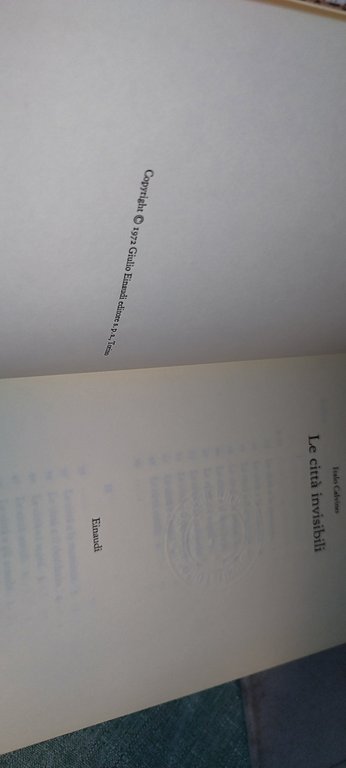 Copyright © 1972 Giulio Einaudi editore s.p.a., Torino
Italo Calvino
Le città invisibili
Einaudi